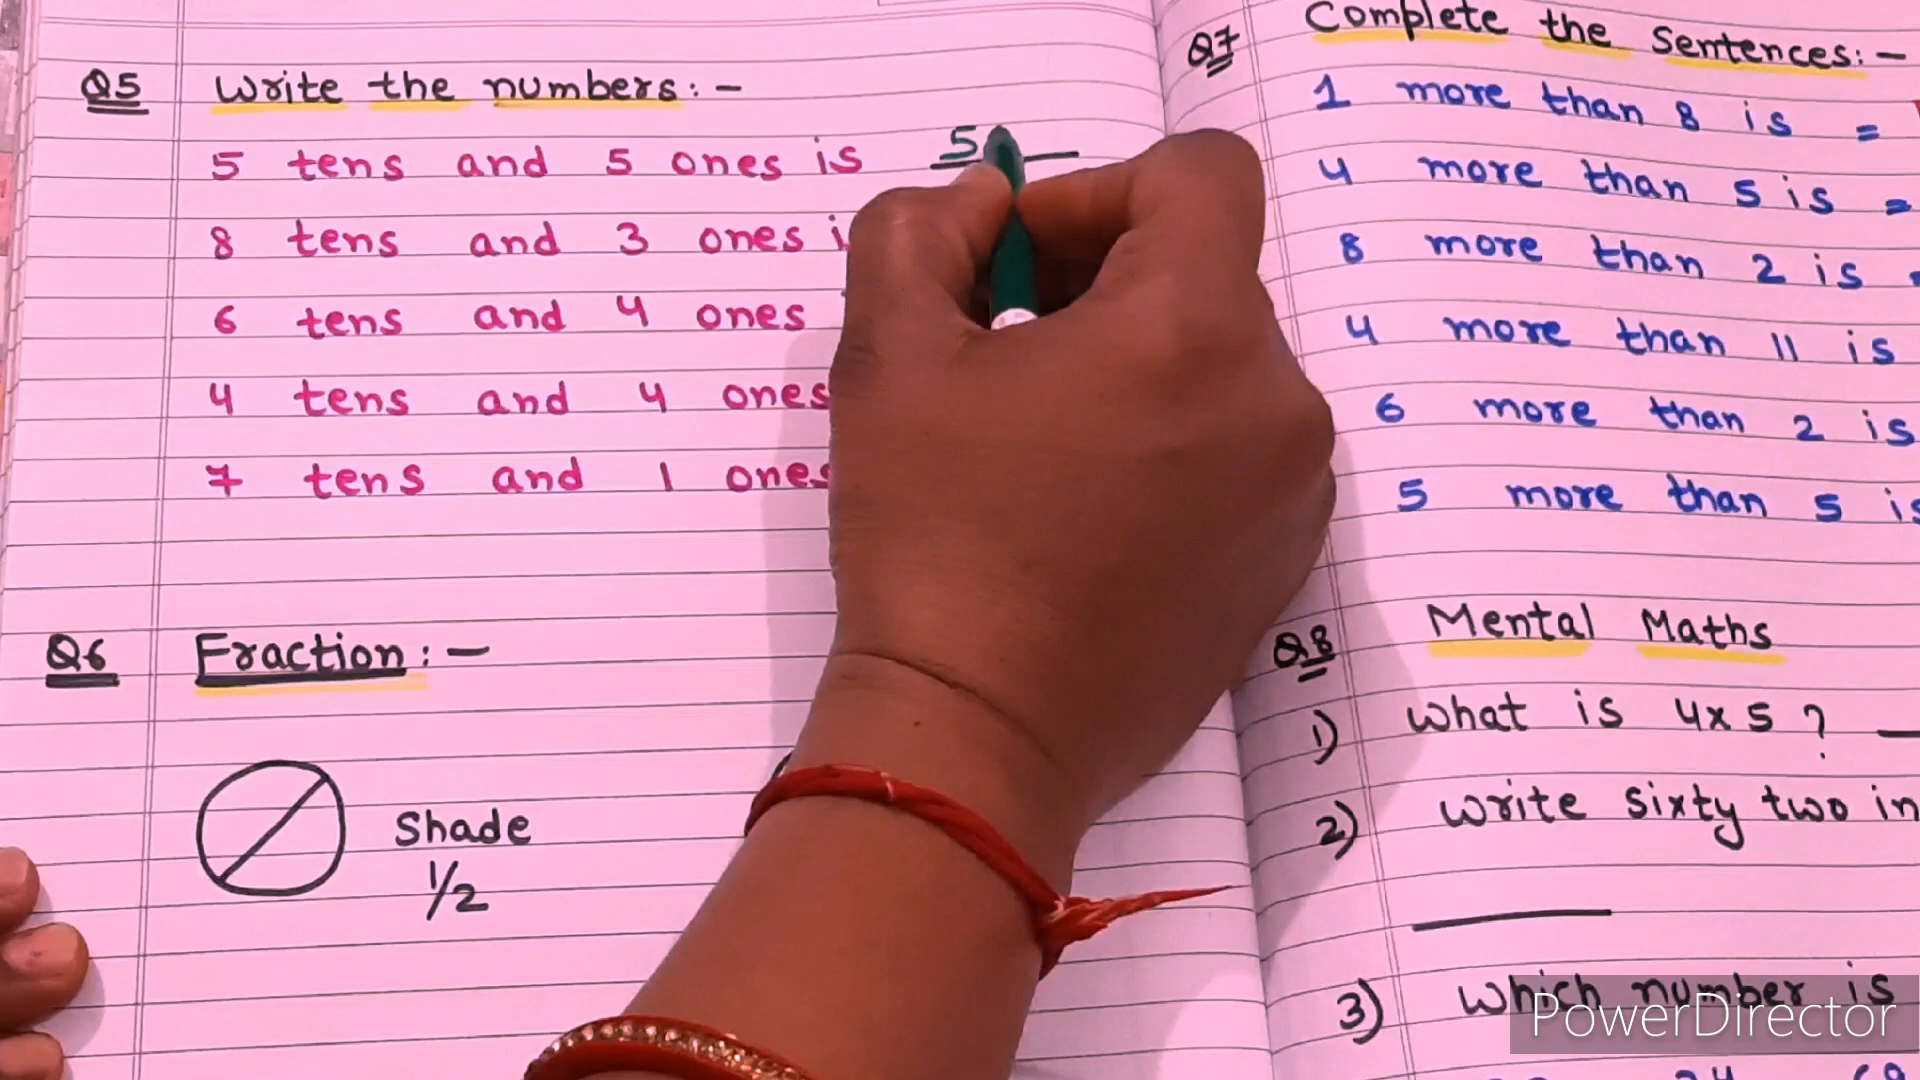 Q5 Write the numbers:-
5 tens and 5 ones is 5
8 tens and 3 ones
6 tens and 4 ones
4 tens and 4 ones
7 tens and 1 ones
Q6 Fraction:-
Shade
1/2
Q7 Complete the Sentences:-
1 more than 8 is =
4 more than 5 is =
8 more than 2 is =
4 more than 11 is
6 more than 2 is
5 more than 5 is
Q8 Mental Maths
1) What is 4x5? _
2) Write Sixty two in
3) Which number is
PowerDirector